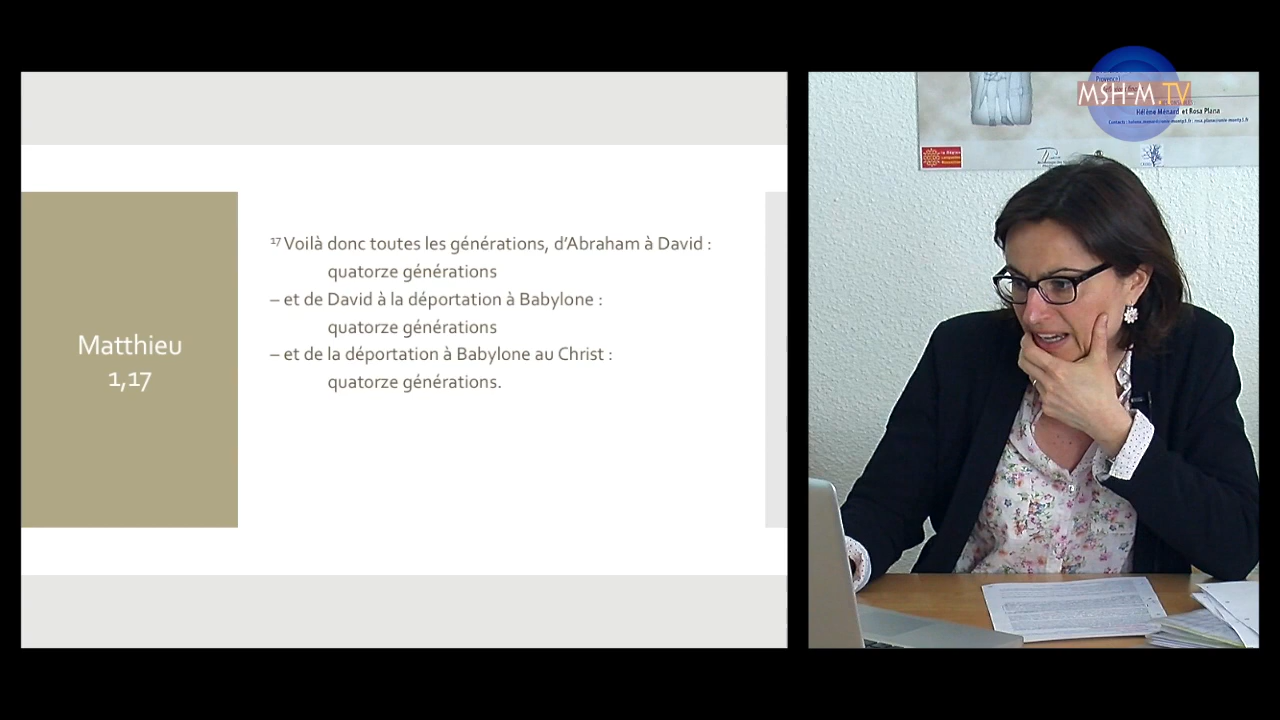 Matthieu
1,17
17 Voilà donc toutes les générations, d’Abraham à David :
quatorze générations
– et de David à la déportation à Babylone :
quatorze générations
– et de la déportation à Babylone au Christ :
quatorze générations.
MSH-M.TV
Provence)
Hélène Ménard et Rosa Plana